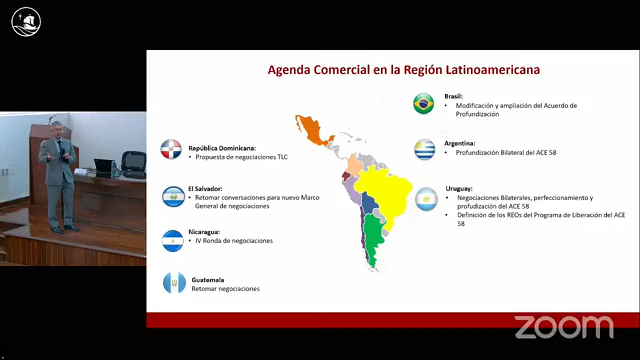 Agenda Comercial en la Región Latinoamericana
República Dominicana:
• Propuesta de negociaciones TLC
El Salvador:
• Retomar conversaciones para nuevo Marco
General de negociaciones
Nicaragua:
• IV Ronda de negociaciones
Guatemala
Retomar negociaciones
Brasil:
• Modificación y ampliación del Acuerdo de
Profundización
Argentina:
• Profundización Bilateral del ACE 58
Uruguay:
• Negociaciones Bilaterales, perfeccionamiento y
profudización del ACE 58
• Definición de los REOs del Programa de Liberación del ACE
58
zoom